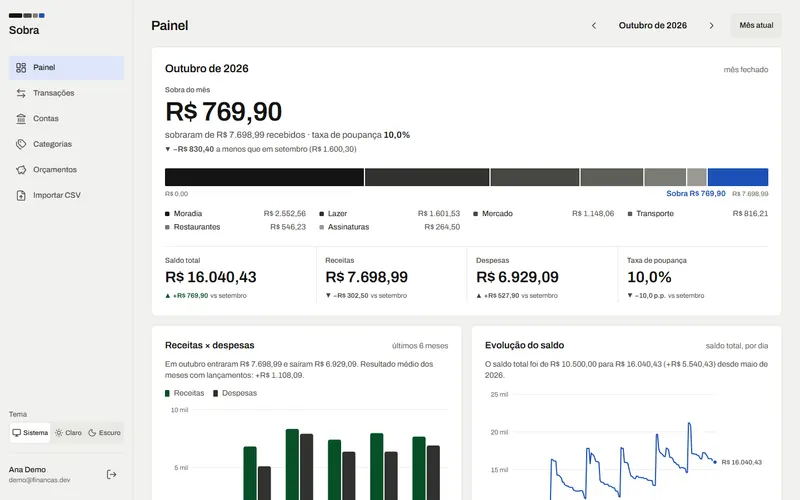 Sobra
Painel
Transações
Contas
Categorias
Orçamentos
Importar CSV
Tema
Sistema
Claro
Escuro
Ana Demo
demo@financas.dev
Painel
Outubro de 2026
Mês atual
Outubro de 2026
mês fechado
Sobra do mês
R$ 769,90
sobraram de R$ 7.698,99 recebidos · taxa de poupança 10,0%
▼ −R$ 830,40 a menos que em setembro (R$ 1.600,30)
R$ 0,00
Sobra R$ 769,90
R$ 7.698,99
Moradia R$ 2.552,56
Lazer R$ 1.601,53
Mercado R$ 1.148,06
Transporte R$ 816,21
Restaurantes R$ 546,23
Assinaturas R$ 264,50
Saldo total
R$ 16.040,43
▲ +R$ 769,90 vs setembro
Receitas
R$ 7.698,99
▼ −R$ 302,50 vs setembro
Despesas
R$ 6.929,09
▲ +R$ 527,90 vs setembro
Taxa de poupança
10,0%
▼ −10,0 p.p. vs setembro
Receitas × despesas
últimos 6 meses
Em outubro entraram R$ 7.698,99 e saíram R$ 6.929,09. Resultado médio dos
meses com lançamentos: +R$ 1.108,09.
Receitas
Despesas
10 mil
5 mil
Evolução do saldo
saldo total, por dia
O saldo total foi de R$ 10.500,00 para R$ 16.040,43 (+R$ 5.540,43) desde maio de
2026.
25 mil
20 mil
15 mil
R$ 16.040,43